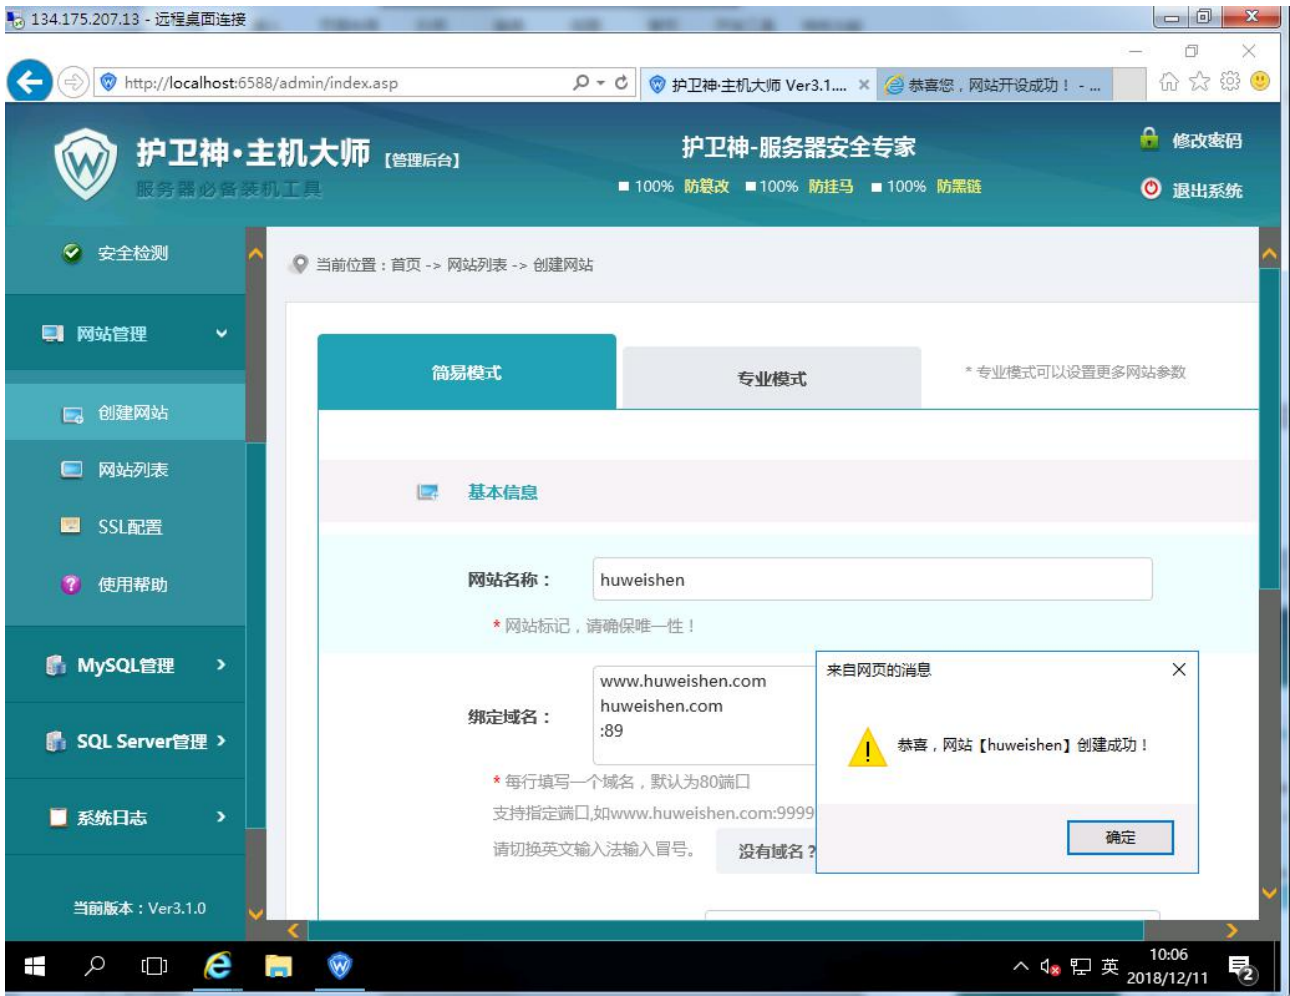 134.175.207.13 - 远程桌面连接
http://localhost:6588/admin/index.asp
护卫神·主机大师 Ver3.1....
恭喜您，网站开设成功！ - ...
护卫神·主机大师 【管理后台】
服务器必备装机工具
护卫神-服务器安全专家
■ 100% 防篡改 ■ 100% 防挂马 ■ 100% 防黑链
修改密码
退出系统
安全检测
网站管理
创建网站
网站列表
SSL配置
使用帮助
MySQL管理
SQL Server管理
系统日志
当前版本：Ver3.1.0
当前位置：首页 -> 网站列表 -> 创建网站
简易模式
专业模式
* 专业模式可以设置更多网站参数
基本信息
网站名称：
huweishen
* 网站标记，请确保唯一性！
绑定域名：
www.huweishen.com
huweishen.com
:89
* 每行填写一个域名，默认为80端口
支持指定端口,如www.huweishen.com:9999
请切换英文输入法输入冒号。
没有域名？
来自网页的消息
恭喜，网站【huweishen】创建成功！
确定
英
10:06
2018/12/11
2